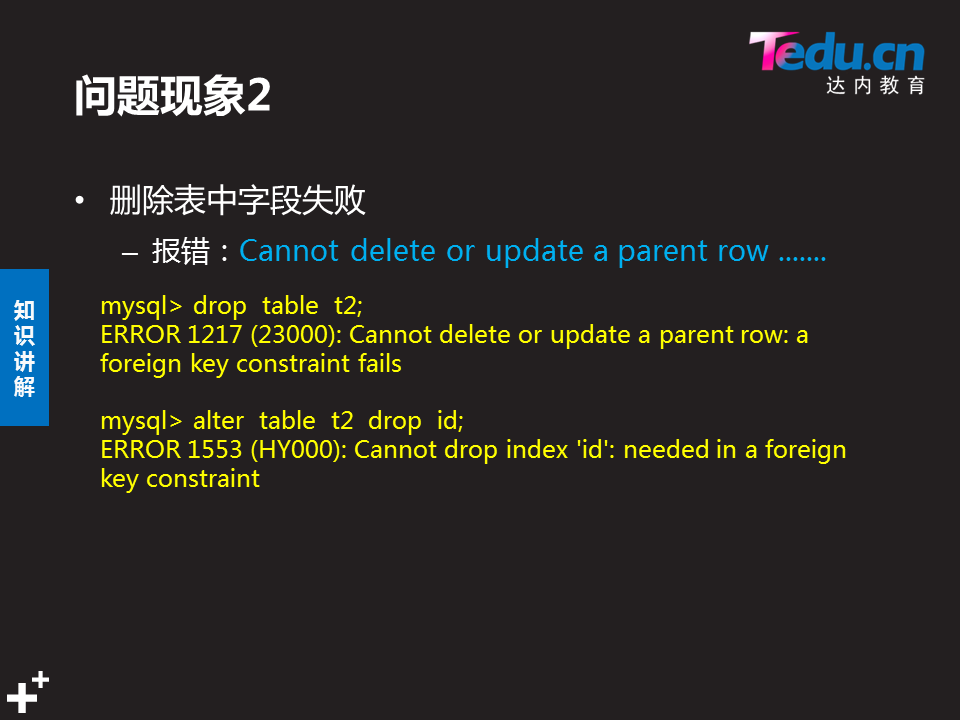 Tedu.cn
达内教育
问题现象2
• 删除表中字段失败
– 报错：Cannot delete or update a parent row .......
知识讲解
mysql> drop table t2;
ERROR 1217 (23000): Cannot delete or update a parent row: a
foreign key constraint fails
mysql> alter table t2 drop id;
ERROR 1553 (HY000): Cannot drop index 'id': needed in a foreign
key constraint